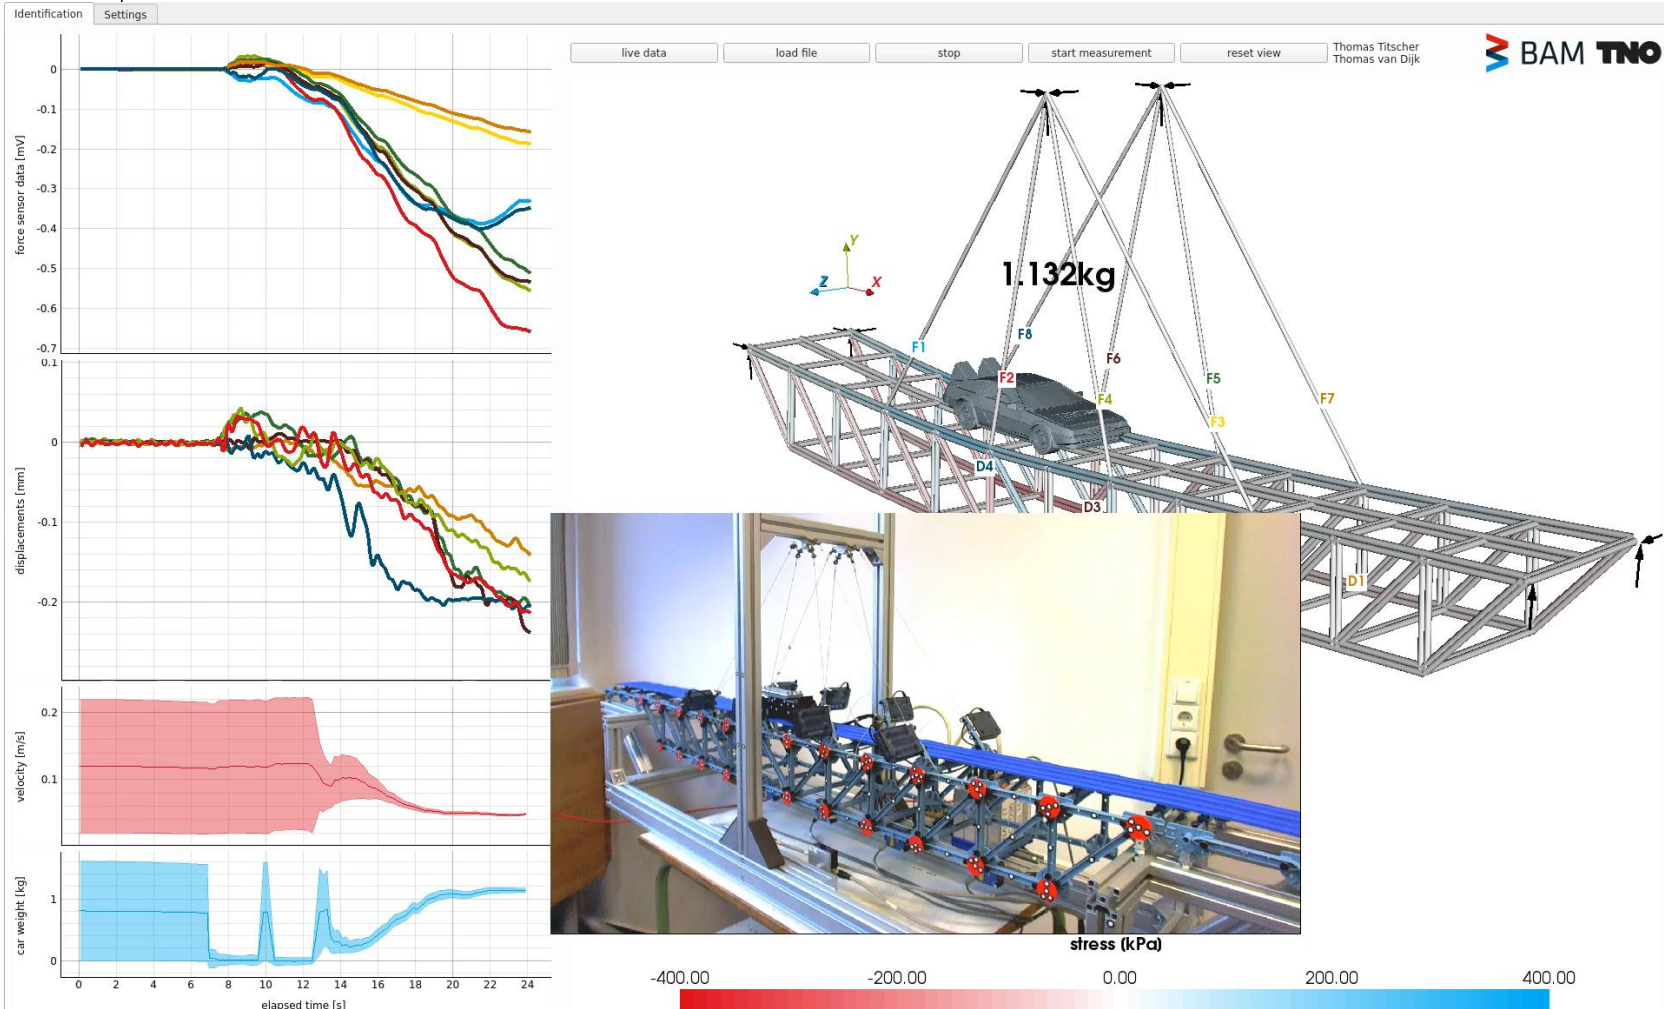 Identification
Settings
live data
load file
stop
start measurement
reset view
Thomas Titscher
Thomas van Dijk
BAM TNO
force sensor data [mV]
0
-0.1
-0.2
-0.3
-0.4
-0.5
-0.6
-0.7
displacements [mm]
0.1
0
-0.1
-0.2
velocity [m/s]
0.2
0.1
car weight [kg]
1
0
0 2 4 6 8 10 12 14 16 18 20 22 24
elapsed time [s]
Y
Z
X
1.132kg
F1
F8
F2
F6
F4
F5
F3
F7
D4
D3
D1
stress (kPa)
-400.00 -200.00 0.00 200.00 400.00